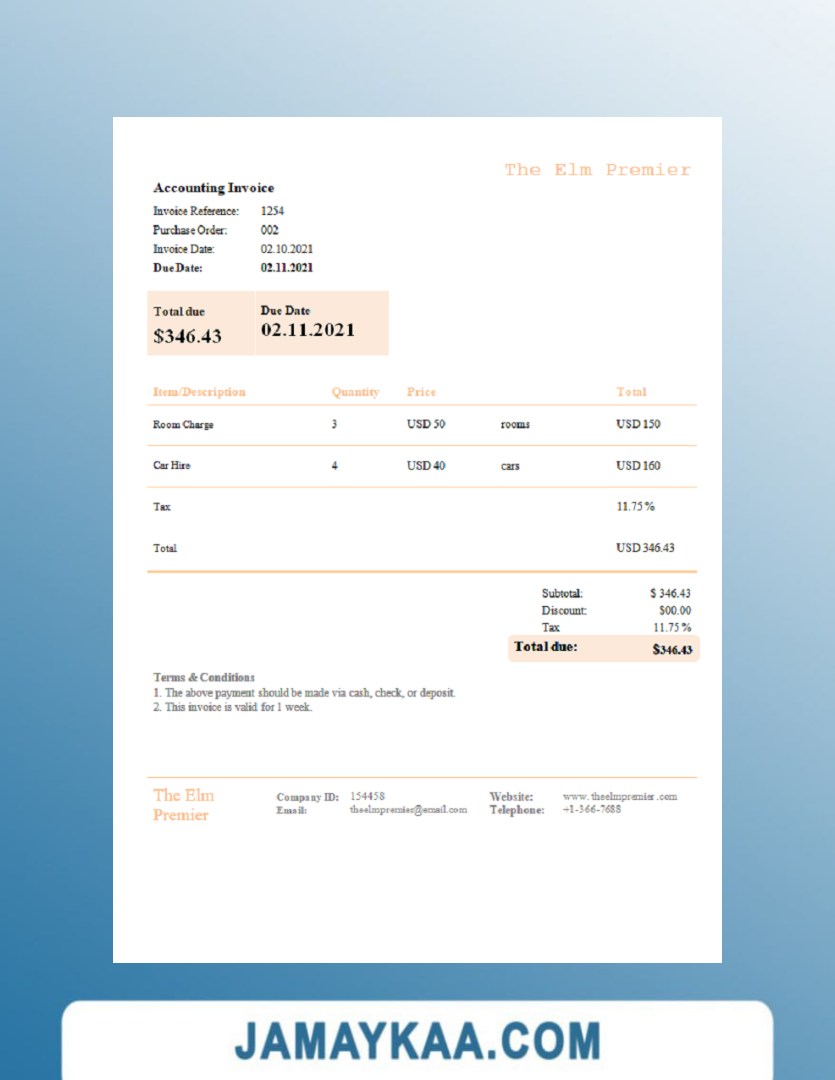 The Elm Premier
Accounting Invoice
Invoice Reference: 1254
Purchase Order: 002
Invoice Date: 02.10.2021
Due Date: 02.11.2021
Total due Due Date
$346.43 02.11.2021
Item/Description Quantity Price Total
Room Charge 3 USD 50 rooms USD 150
Car Hire 4 USD 40 cars USD 160
Tax 11.75%
Total USD 346.43
Subtotal: $ 346.43
Discount: $00.00
Tax 11.75%
Total due: $346.43
Terms & Conditions
1. The above payment should be made via cash, check, or deposit.
2. This invoice is valid for 1 week.
The Elm Premier
Company ID: 154458
Email: theelmpremier@email.com
Website: www.theelmpremier.com
Telephone: +1-366-7688
JAMAYKAA.COM